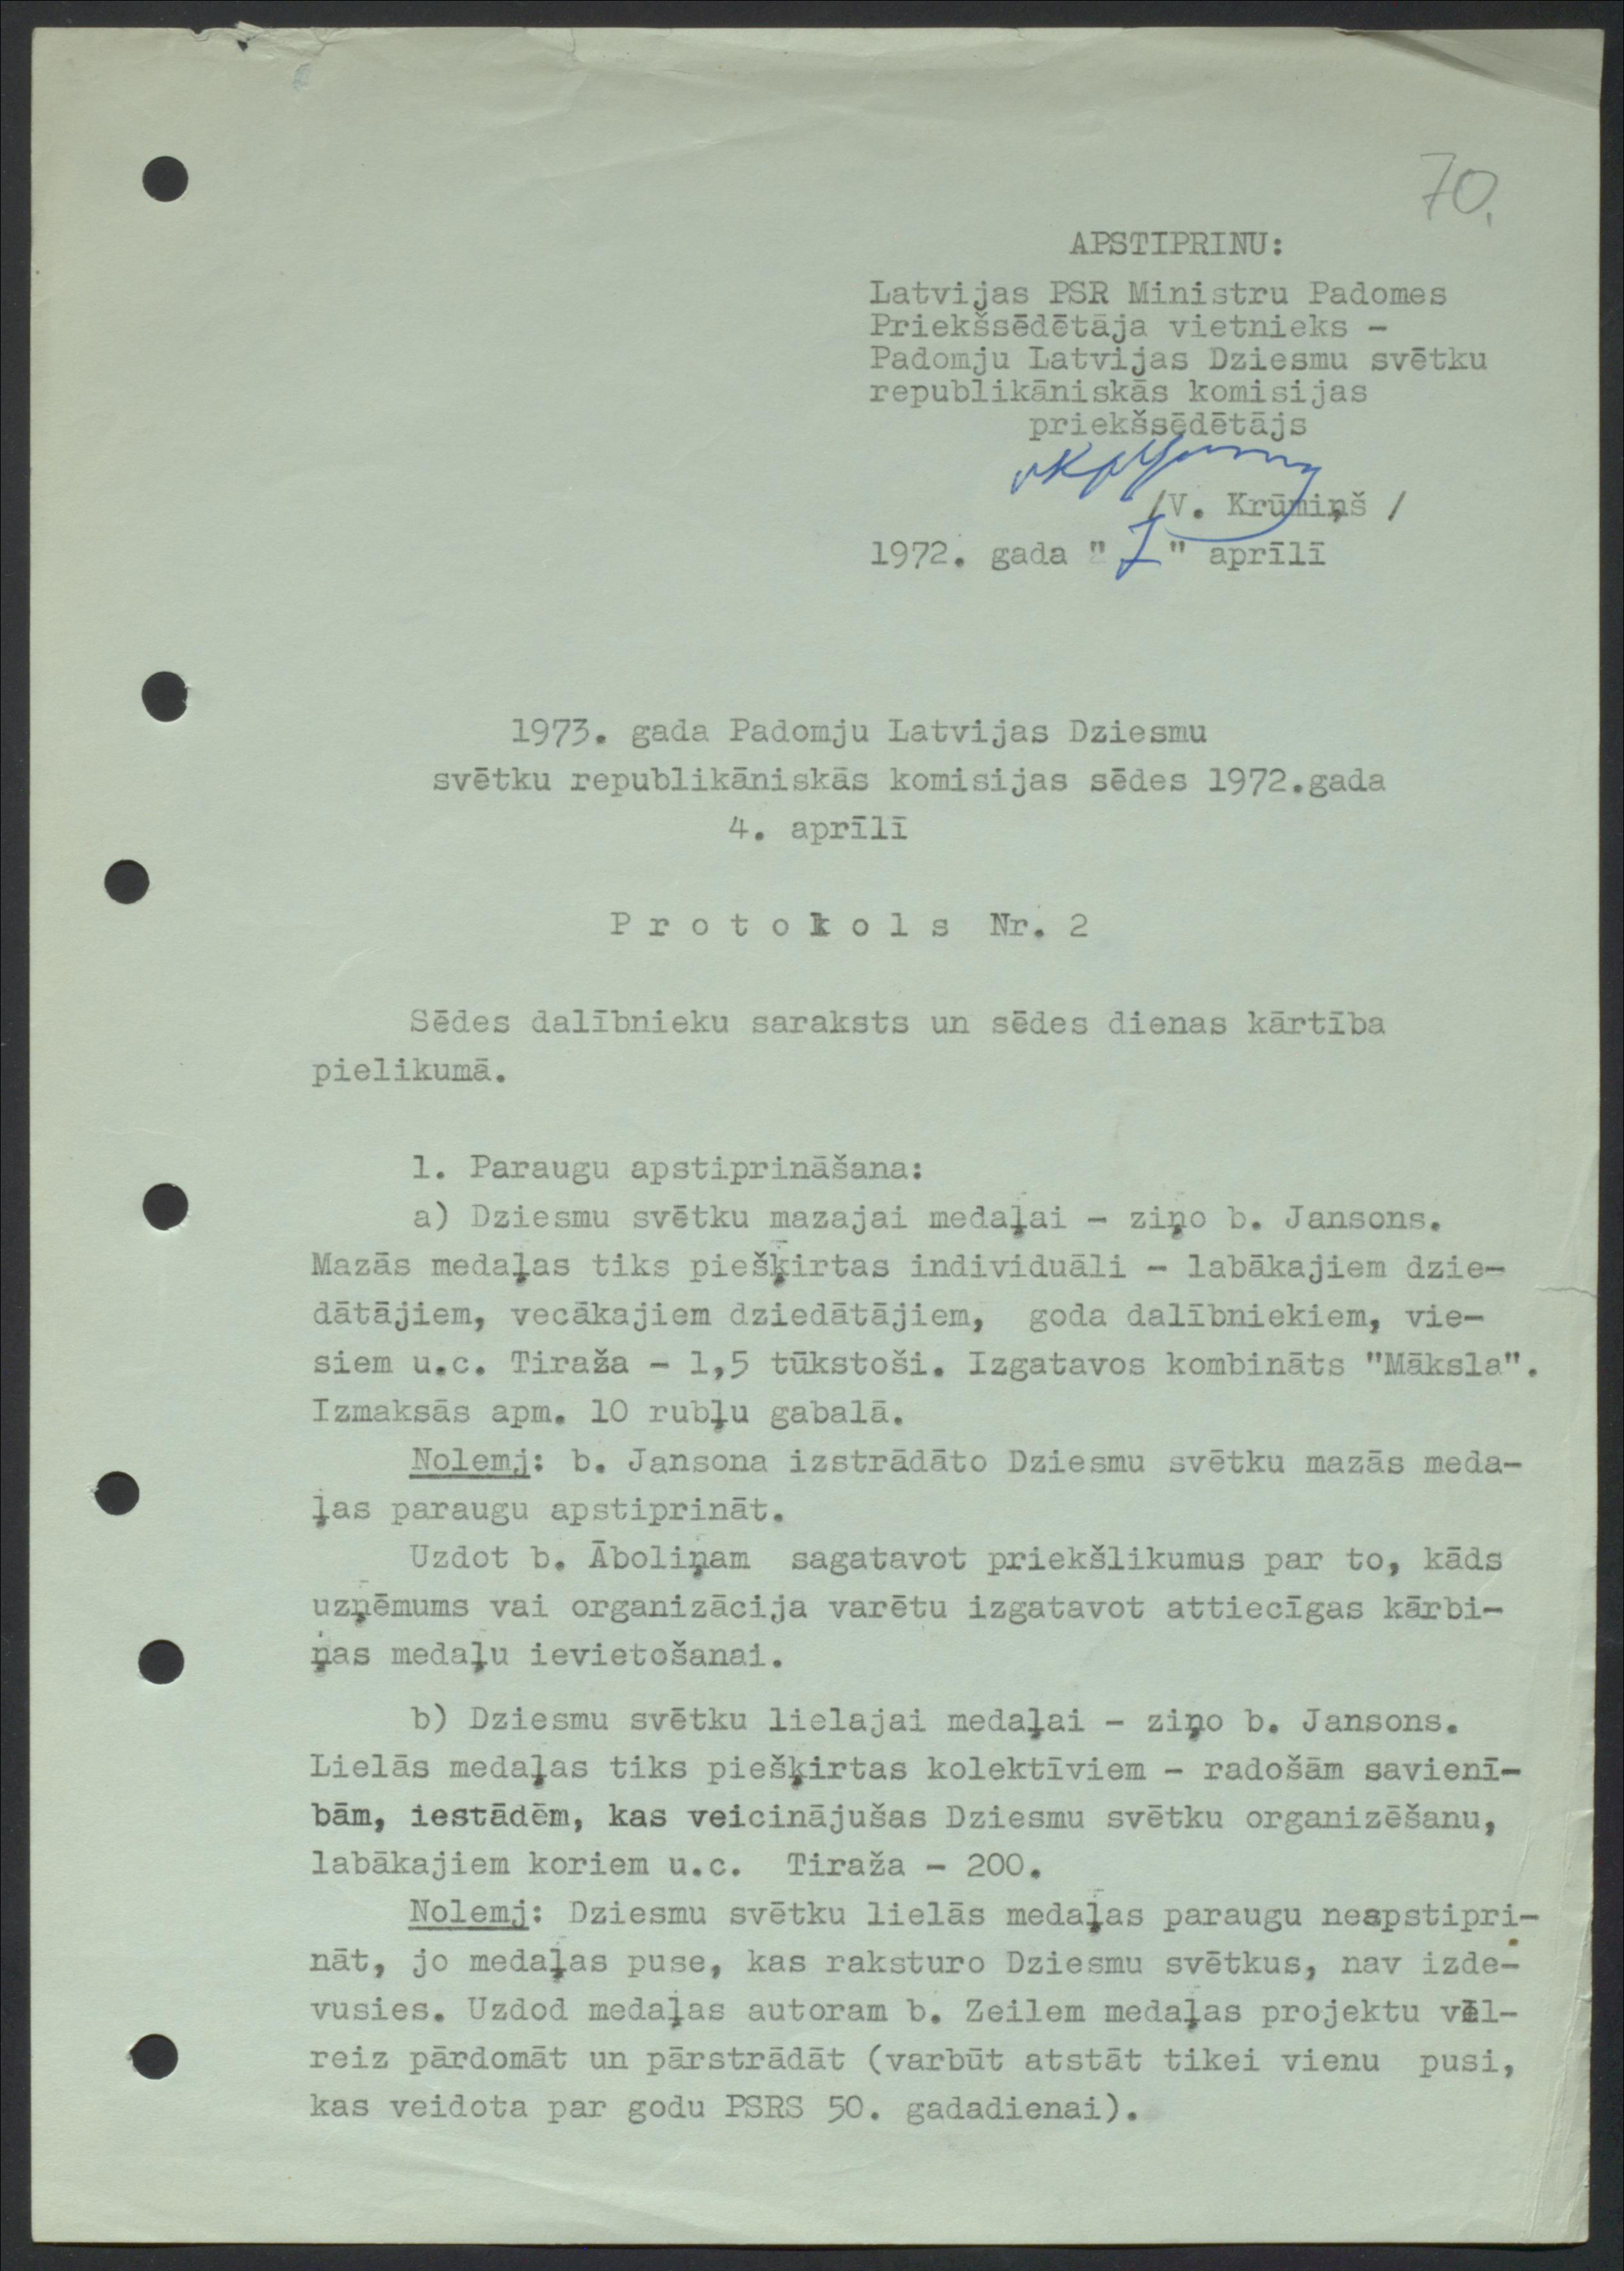 70.
APSTIPRINU:
Latvijas PSR Ministru Padomes
Priekšsēdētāja vietnieks –
Padomju Latvijas Dziesmu svētku
republikāniskās komisijas
priekšsēdētājs
/V. Krūmiņš /
1972. gada "7" aprīlī
1973. gada Padomju Latvijas Dziesmu
svētku republikāniskās komisijas sēdes 1972.gada
4. aprīlī
P r o t o k o l s Nr. 2
Sēdes dalībnieku saraksts un sēdes dienas kārtība
pielikumā.
1. Paraugu apstiprināšana:
a) Dziesmu svētku mazajai medaļai – ziņo b. Jansons.
Mazās medaļas tiks piešķirtas individuāli – labākajiem dzie-
dātājiem, vecākajiem dziedātājiem, goda dalībniekiem, vie-
siem u.c. Tiraža – 1,5 tūkstoši. Izgatavos kombināts "Māksla".
Izmaksās apm. 10 rubļu gabalā.
Nolemj: b. Jansona izstrādāto Dziesmu svētku mazās meda-
ļas paraugu apstiprināt.
Uzdot b. Āboliņam sagatavot priekšlikumus par to, kāds
uzņēmums vai organizācija varētu izgatavot attiecīgas kārbi-
ņas medaļu ievietošanai.
b) Dziesmu svētku lielajai medaļai – ziņo b. Jansons.
Lielās medaļas tiks piešķirtas kolektīviem – radošām savienī-
bām, iestādēm, kas veicinājušas Dziesmu svētku organizēšanu,
labākajiem koriem u.c. Tiraža – 200.
Nolemj: Dziesmu svētku lielās medaļas paraugu neapstipri-
nāt, jo medaļas puse, kas raksturo Dziesmu svētkus, nav izde-
vusies. Uzdod medaļas autoram b. Zeilem medaļas projektu vēl-
reiz pārdomāt un pārstrādāt (varbūt atstāt tikei vienu pusi,
kas veidota par godu PSRS 50. gadadienai).